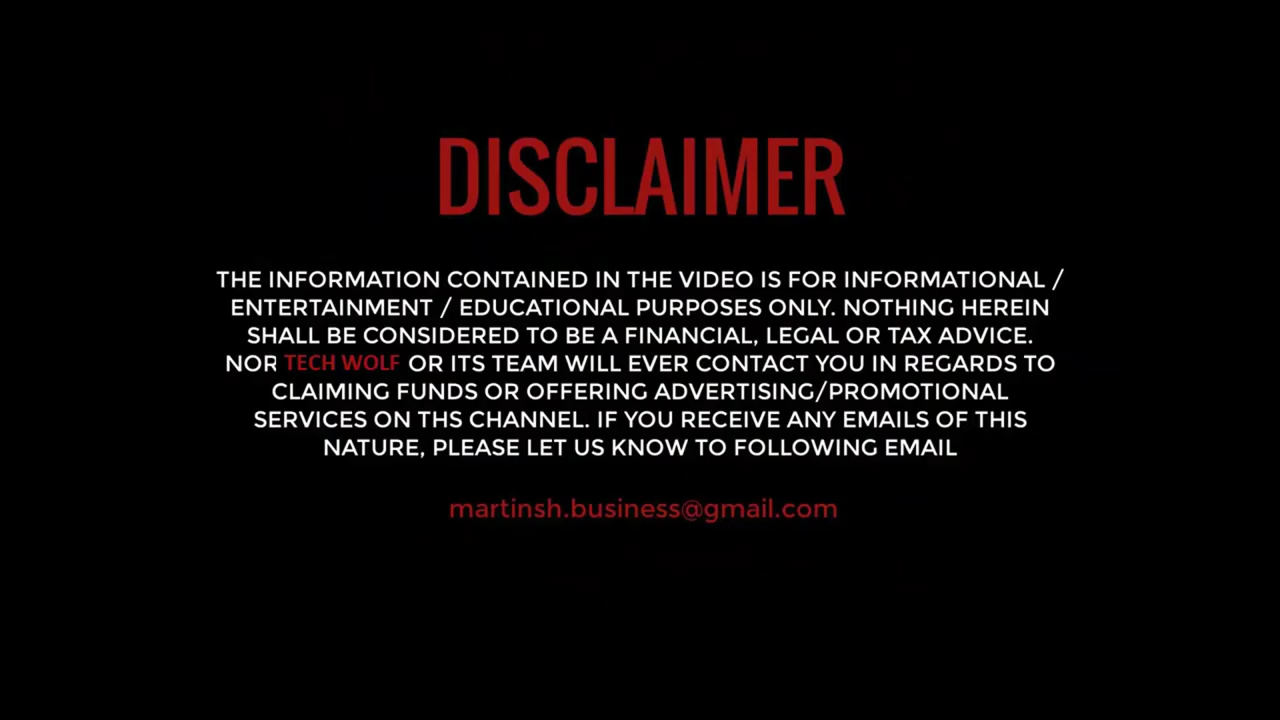 DISCLAIMER
THE INFORMATION CONTAINED IN THE VIDEO IS FOR INFORMATIONAL /
ENTERTAINMENT / EDUCATIONAL PURPOSES ONLY. NOTHING HEREIN
SHALL BE CONSIDERED TO BE A FINANCIAL, LEGAL OR TAX ADVICE.
NOR TECH WOLF OR ITS TEAM WILL EVER CONTACT YOU IN REGARDS TO
CLAIMING FUNDS OR OFFERING ADVERTISING/PROMOTIONAL
SERVICES ON THS CHANNEL. IF YOU RECEIVE ANY EMAILS OF THIS
NATURE, PLEASE LET US KNOW TO FOLLOWING EMAIL
martinsh.business@gmail.com